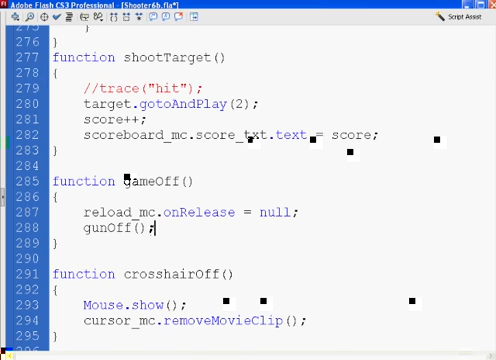 Adobe Flash CS3 Professional - [Shooter6b.fla*]
Script Assist
276 }
277 function shootTarget()
278 {
279 //trace("hit");
280 target.gotoAndPlay(2);
281 score++;
282 scoreboard_mc.score_txt.text = score;
283 }
284
285 function gameOff()
286 {
287 reload_mc.onRelease = null;
288 gunOff();
289 }
290
291 function crosshairOff()
292 {
293 Mouse.show();
294 cursor_mc.removeMovieClip();
295 }